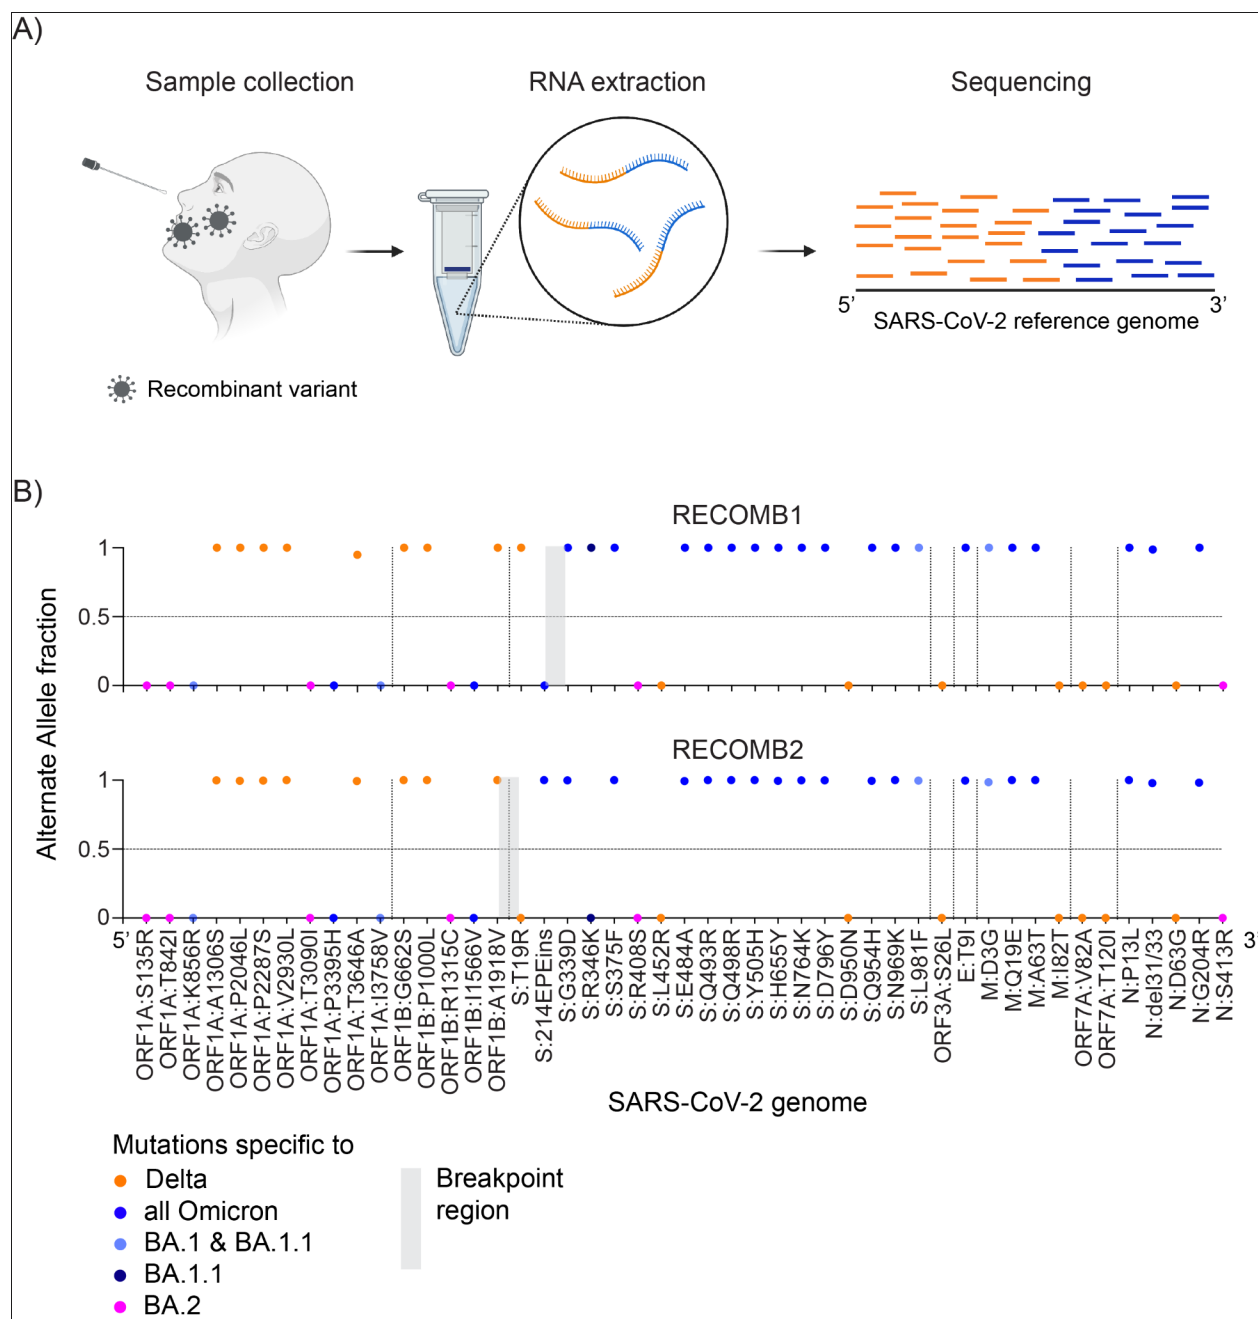 A)
Sample collection
RNA extraction
Sequencing
5’
3’
SARS-CoV-2 reference genome
Recombinant variant
B)
RECOMB1
1
0.5
0
Alternate Allele fraction
RECOMB2
1
0.5
0
5’
3’
ORF1A:S135R
ORF1A:T842I
ORF1A:K856R
ORF1A:A1306S
ORF1A:P2046L
ORF1A:P2287S
ORF1A:V2930L
ORF1A:T3090I
ORF1A:P3395H
ORF1A:T3646A
ORF1A:I3758V
ORF1B:G662S
ORF1B:P1000L
ORF1B:R1315C
ORF1B:I1566V
ORF1B:A1918V
S:T19R
S:214EPEins
S:G339D
S:R346K
S:S375F
S:R408S
S:L452R
S:E484A
S:Q493R
S:Q498R
S:Y505H
S:H655Y
S:N764K
S:D796Y
S:D950N
S:Q954H
S:N969K
S:L981F
ORF3A:S26L
E:T9I
M:D3G
M:Q19E
M:A63T
M:I82T
ORF7A:V82A
ORF7A:T120I
N:P13L
N:del31/33
N:D63G
N:G204R
N:S413R
SARS-CoV-2 genome
Mutations specific to
Delta
all Omicron
BA.1 & BA.1.1
BA.1.1
BA.2
Breakpoint
region